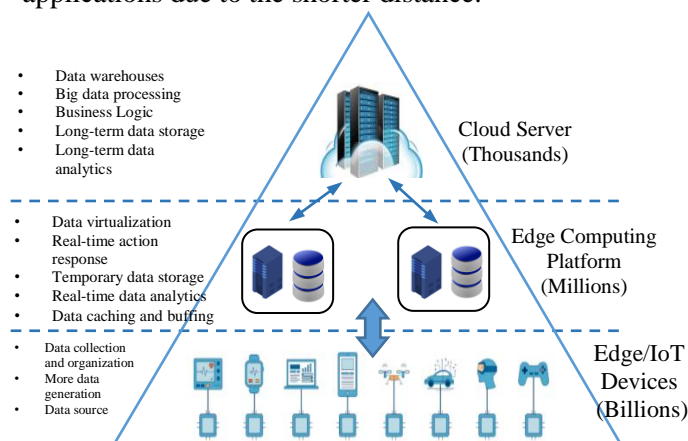 applications due to the shorter distance.
• Data warehouses
• Big data processing
• Business Logic
• Long-term data storage
• Long-term data
analytics
Cloud Server
(Thousands)
• Data virtualization
• Real-time action
response
• Temporary data storage
• Real-time data analytics
• Data caching and buffing
Edge Computing
Platform
(Millions)
• Data collection
and organization
• More data
generation
• Data source
Edge/IoT
Devices
(Billions)